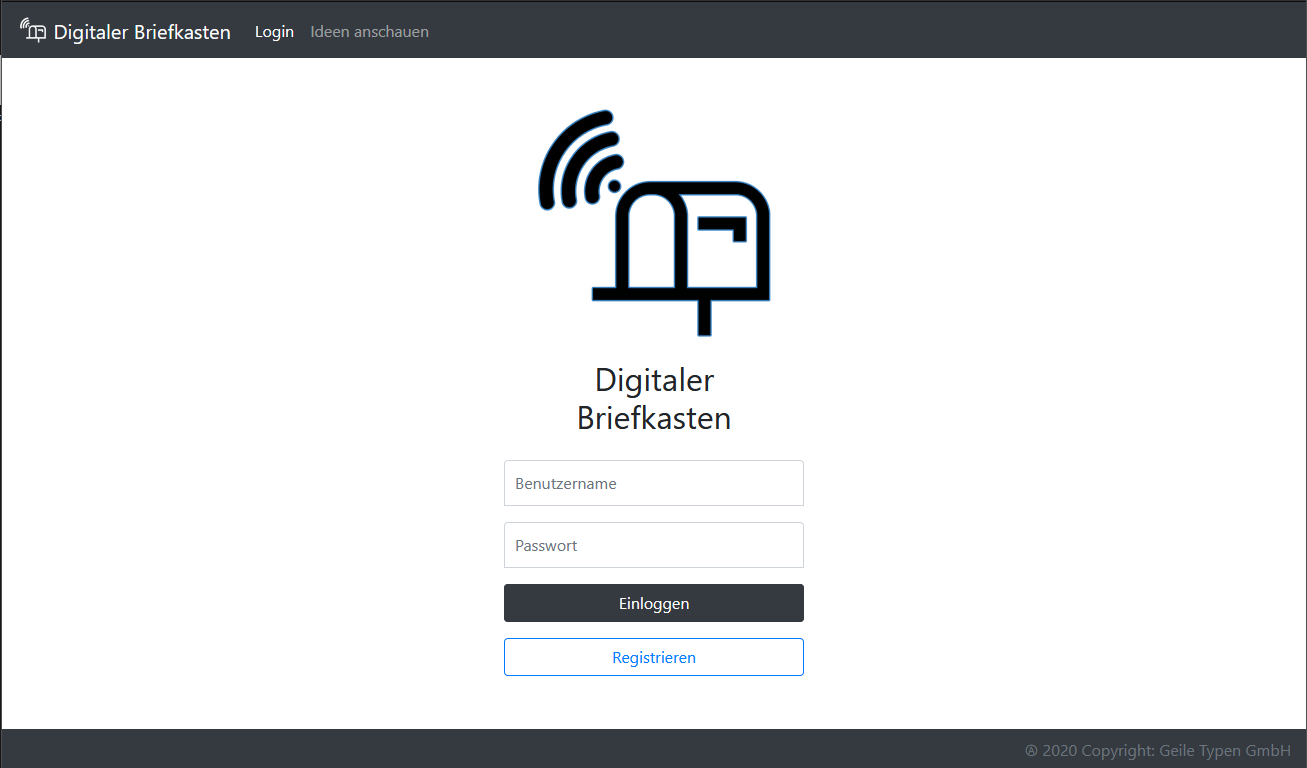 Digitaler Briefkasten Login Ideen anschauen
Digitaler
Briefkasten
Benutzername
Passwort
Einloggen
Registrieren
Ⓐ 2020 Copyright: Geile Typen GmbH